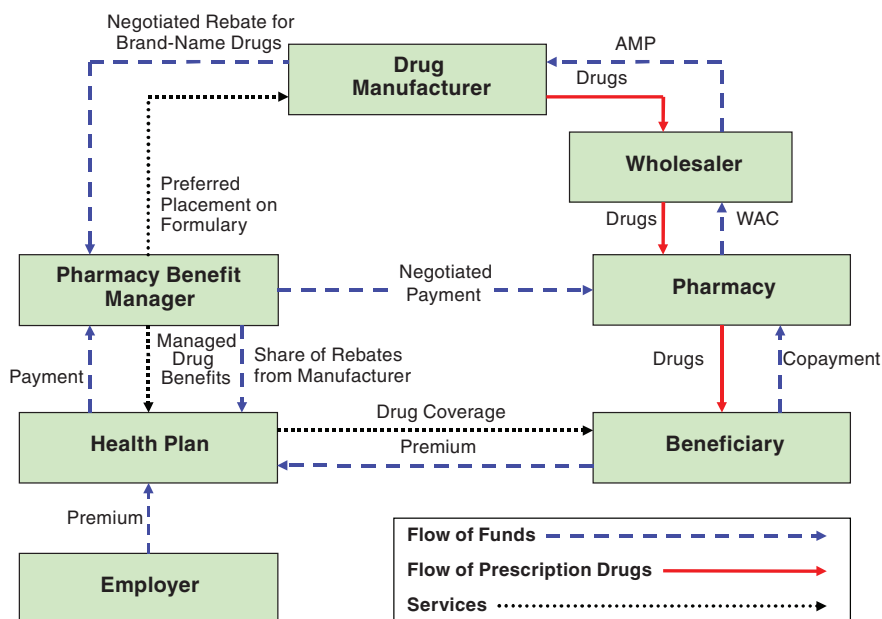 Negotiated Rebate for
Brand-Name Drugs
AMP
Drug
Manufacturer
Drugs
Wholesaler
Preferred
Placement on
Formulary
Drugs
WAC
Pharmacy Benefit
Manager
Negotiated
Payment
Pharmacy
Managed
Drug
Benefits
Payment
Share of Rebates
from Manufacturer
Drugs
Copayment
Drug Coverage
Health Plan
Premium
Beneficiary
Premium
Employer
Flow of Funds
Flow of Prescription Drugs
Services